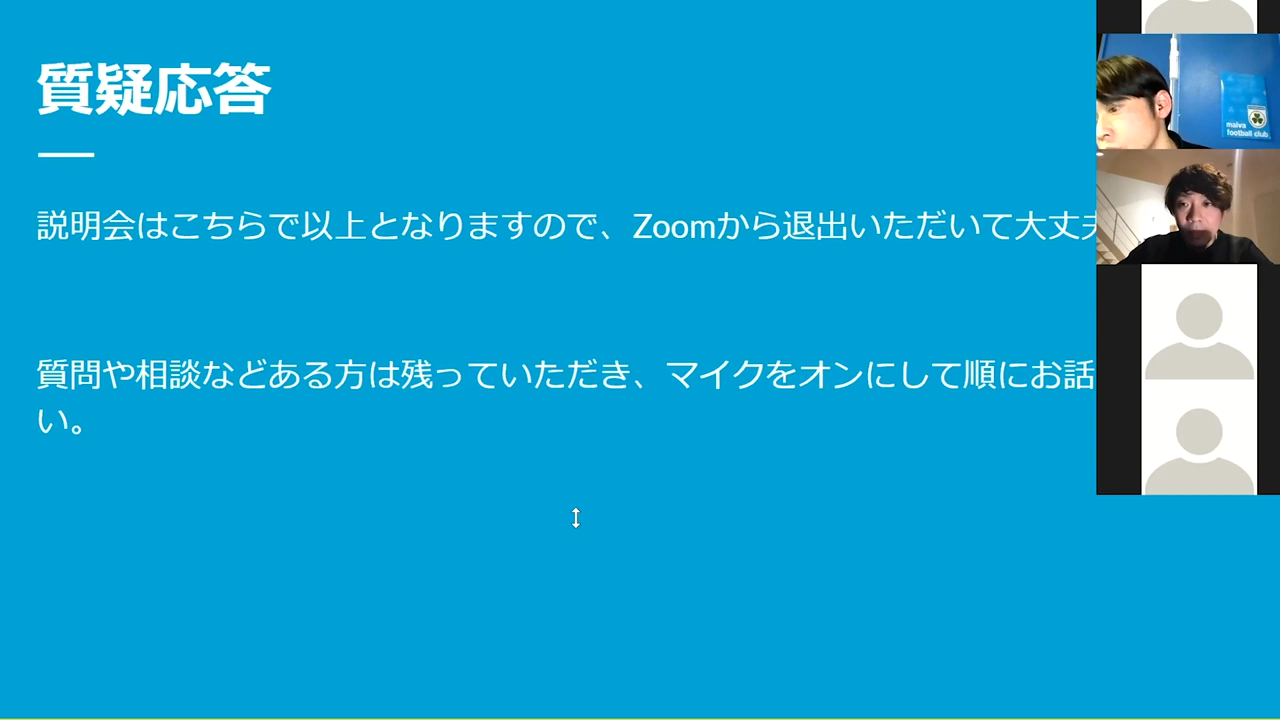 質疑応答
説明会はこちらで以上となりますので、Zoomから退出いただいて大丈
質問や相談などある方は残っていただき、マイクをオンにして順にお話
い。
malva
football club